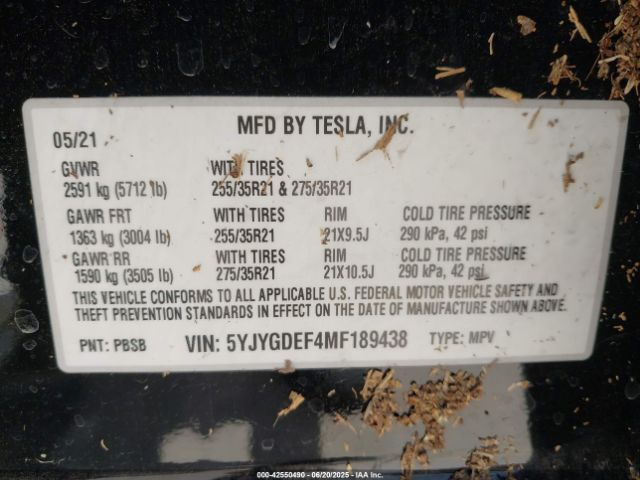 05/21 MFD BY TESLA, INC.
GVWR WITH TIRES
2591 kg (5712 lb) 255/35R21 & 275/35R21
GAWR FRT WITH TIRES RIM COLD TIRE PRESSURE
1363 kg (3004 lb) 255/35R21 21X9.5J 290 kPa, 42 psi
GAWR RR WITH TIRES RIM COLD TIRE PRESSURE
1590 kg (3505 lb) 275/35R21 21X10.5J 290 kPa, 42 psi
THIS VEHICLE CONFORMS TO ALL APPLICABLE U.S. FEDERAL MOTOR VEHICLE SAFETY AND
THEFT PREVENTION STANDARDS IN EFFECT ON THE DATE OF MANUFACTURE SHOWN ABOVE.
PNT: PBSB VIN: 5YJYGDEF4MF189438 TYPE: MPV
000-42550490 - 06/20/2025 - IAA Inc.